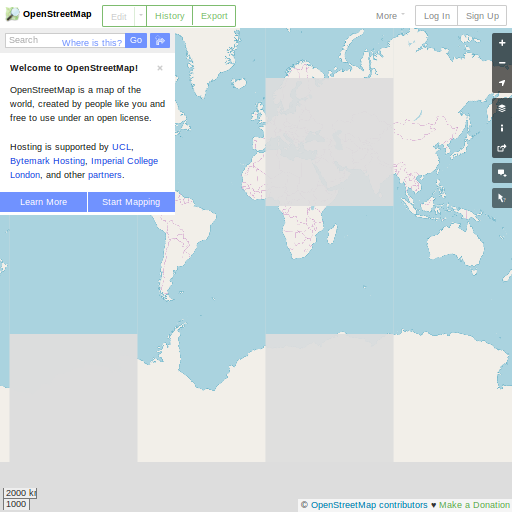 OpenStreetMap
Edit
History
Export
More
Log In
Sign Up
Search
Where is this?
Go
Welcome to OpenStreetMap!
×
OpenStreetMap is a map of the
world, created by people like you and
free to use under an open license.
Hosting is supported by UCL,
Bytemark Hosting, Imperial College
London, and other partners.
Learn More
Start Mapping
2000 km
1000
© OpenStreetMap contributors ♥ Make a Donation